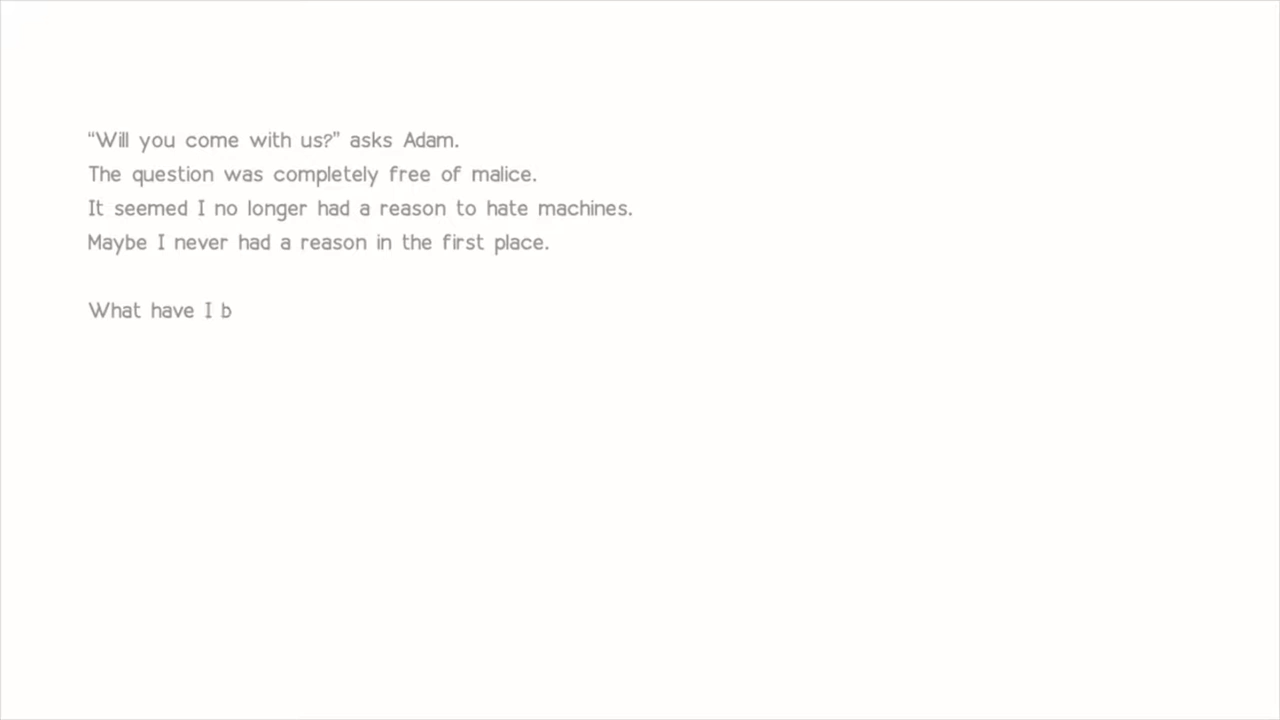 “Will you come with us?” asks Adam.
The question was completely free of malice.
It seemed I no longer had a reason to hate machines.
Maybe I never had a reason in the first place.
What have I b